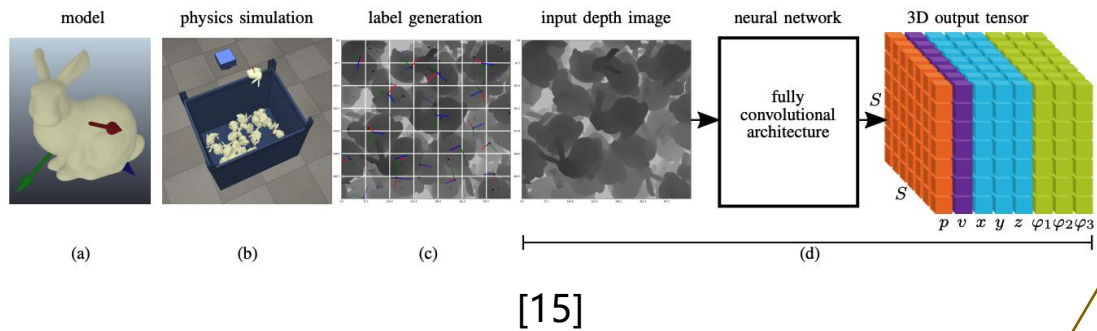 model physics simulation label generation input depth image neural network 3D output tensor
fully
convolutional
architecture
S
S
p v x y z φ1 φ2 φ3
(a) (b) (c) (d)
[15]